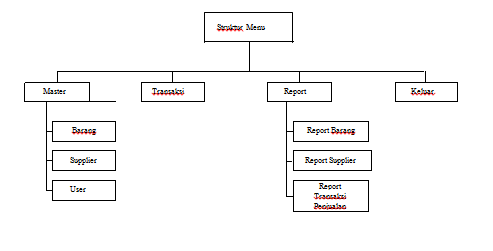 Struktur Menu
Master
Transaksi
Report
Keluar
Barang
Supplier
User
Report Barang
Report Supplier
Report
Transaksi
Penjualan